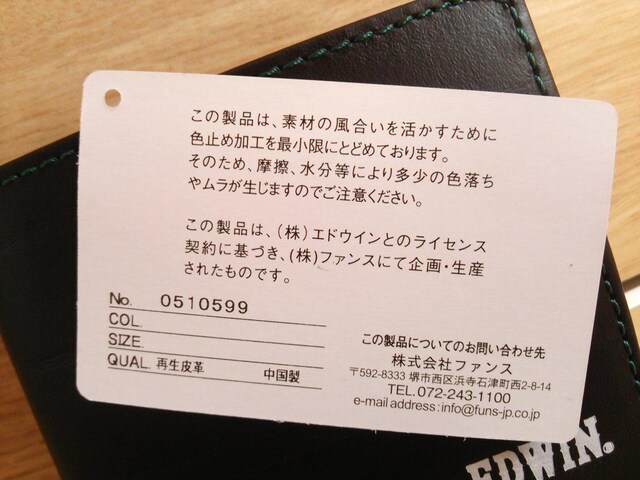 この製品は、素材の風合いを活かすために
色止め加工を最小限にとどめております。
そのため、摩擦、水分等により多少の色落ち
やムラが生じますのでご注意ください。
この製品は、(株)エドウインとのライセンス
契約に基づき、(株)ファンスにて企画・生産
されたものです。
No. 0510599
COL.
SIZE.
QUAL. 再生皮革 中国製
この製品についてのお問い合わせ先
株式会社ファンス
〒592-8333 堺市西区浜寺石津町西2-8-14
TEL.072-243-1100
e-mail address:info@funs-jp.co.jp
EDWIN.